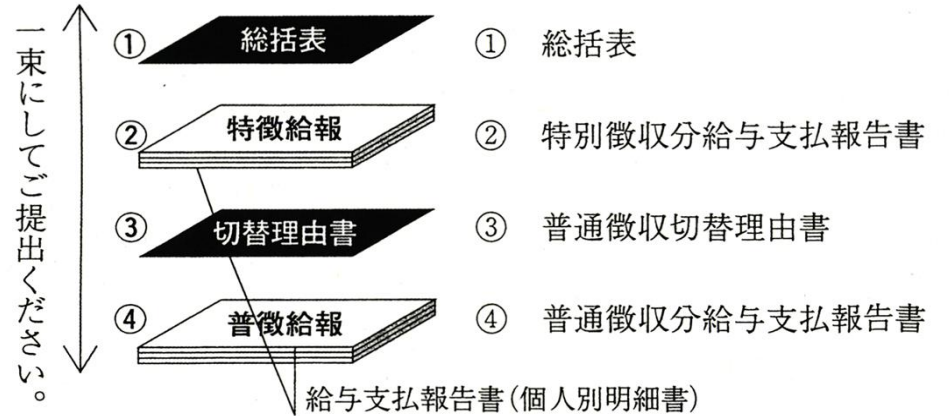 一束にしてご提出ください。
① 総括表
② 特徴給報
③ 切替理由書
④ 普徴給報
① 総括表
② 特別徴収分給与支払報告書
③ 普通徴収切替理由書
④ 普通徴収分給与支払報告書
給与支払報告書(個人別明細書)